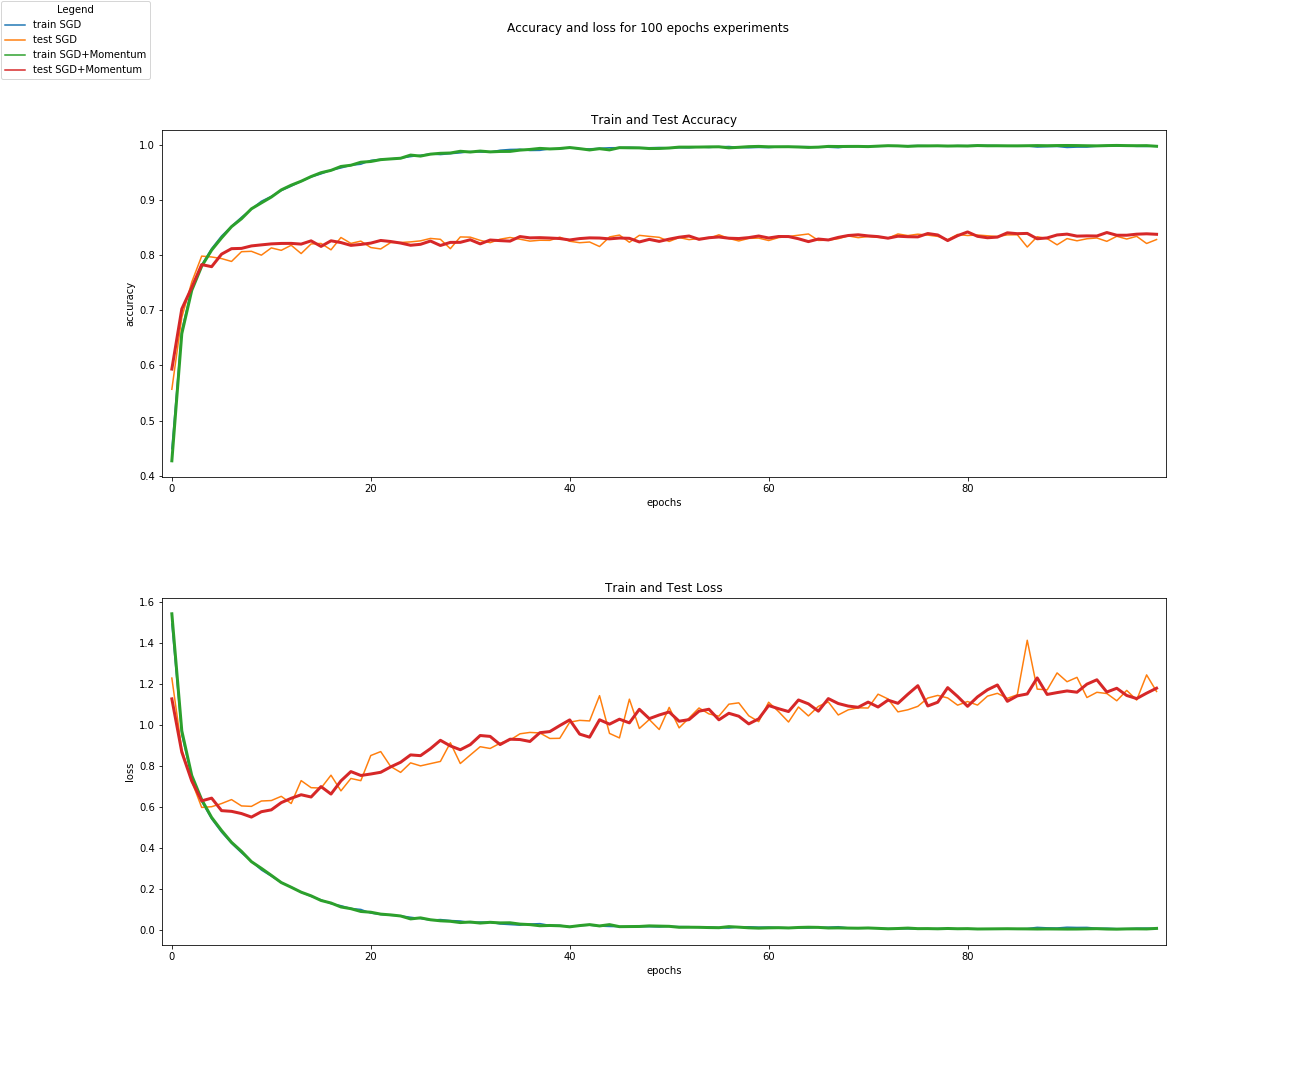 Legend
train SGD
test SGD
train SGD+Momentum
test SGD+Momentum
Accuracy and loss for 100 epochs experiments
Train and Test Accuracy
1.0
0.9
0.8
0.7
0.6
0.5
0.4
accuracy
0 20 40 60 80
epochs
Train and Test Loss
1.6
1.4
1.2
1.0
0.8
0.6
0.4
0.2
0.0
loss
0 20 40 60 80
epochs